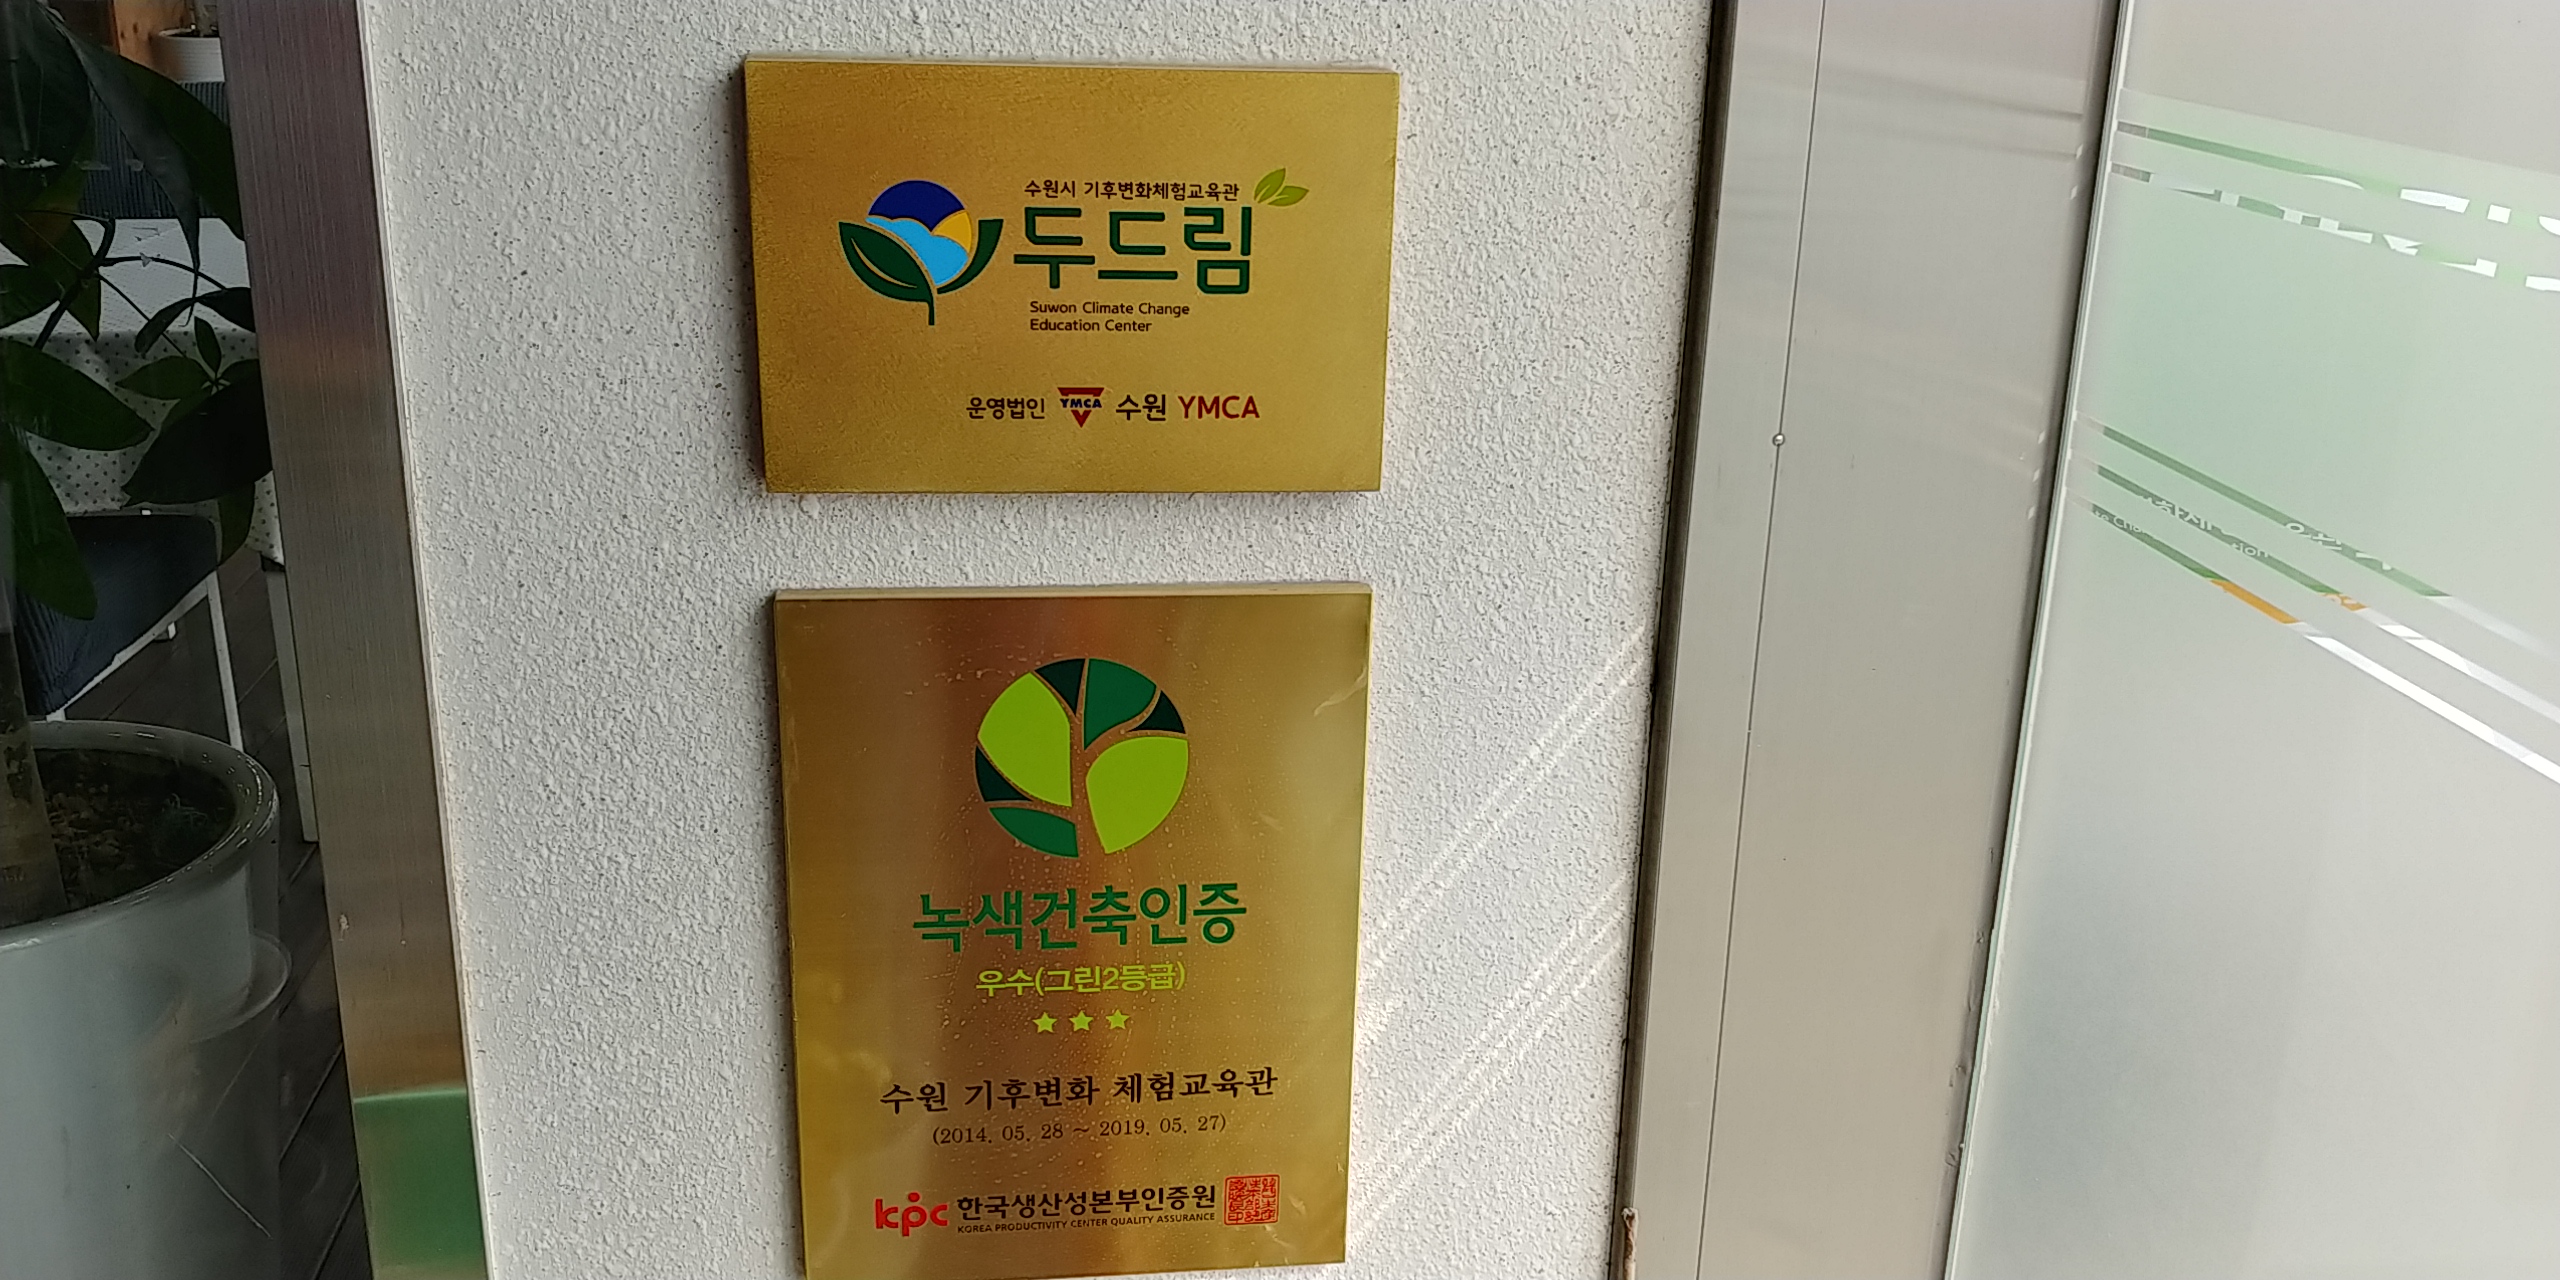 수원시 기후변화체험교육관
두드림
Suwon Climate Change
Education Center
운영법인 YMCA 수원 YMCA
녹색건축인증
우수(그린2등급)
수원 기후변화 체험교육관
(2014. 05. 28 ~ 2019. 05. 27)
kpc 한국생산성본부인증원
KOREA PRODUCTIVITY CENTER QUALITY ASSURANCE